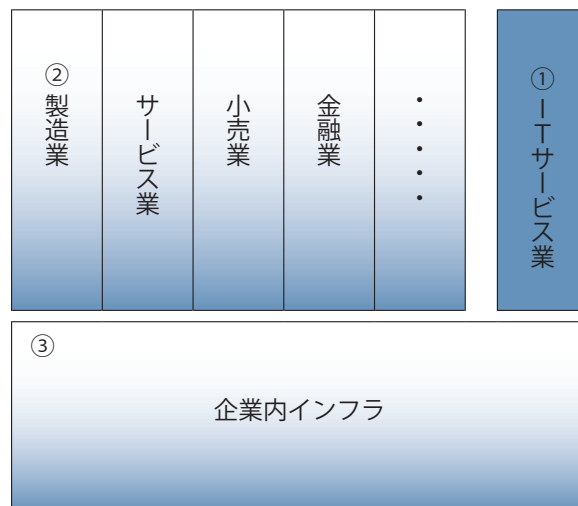 ②製造業
サービス業
小売業
金融業
・・・・・
①ITサービス業
③
企業内インフラ